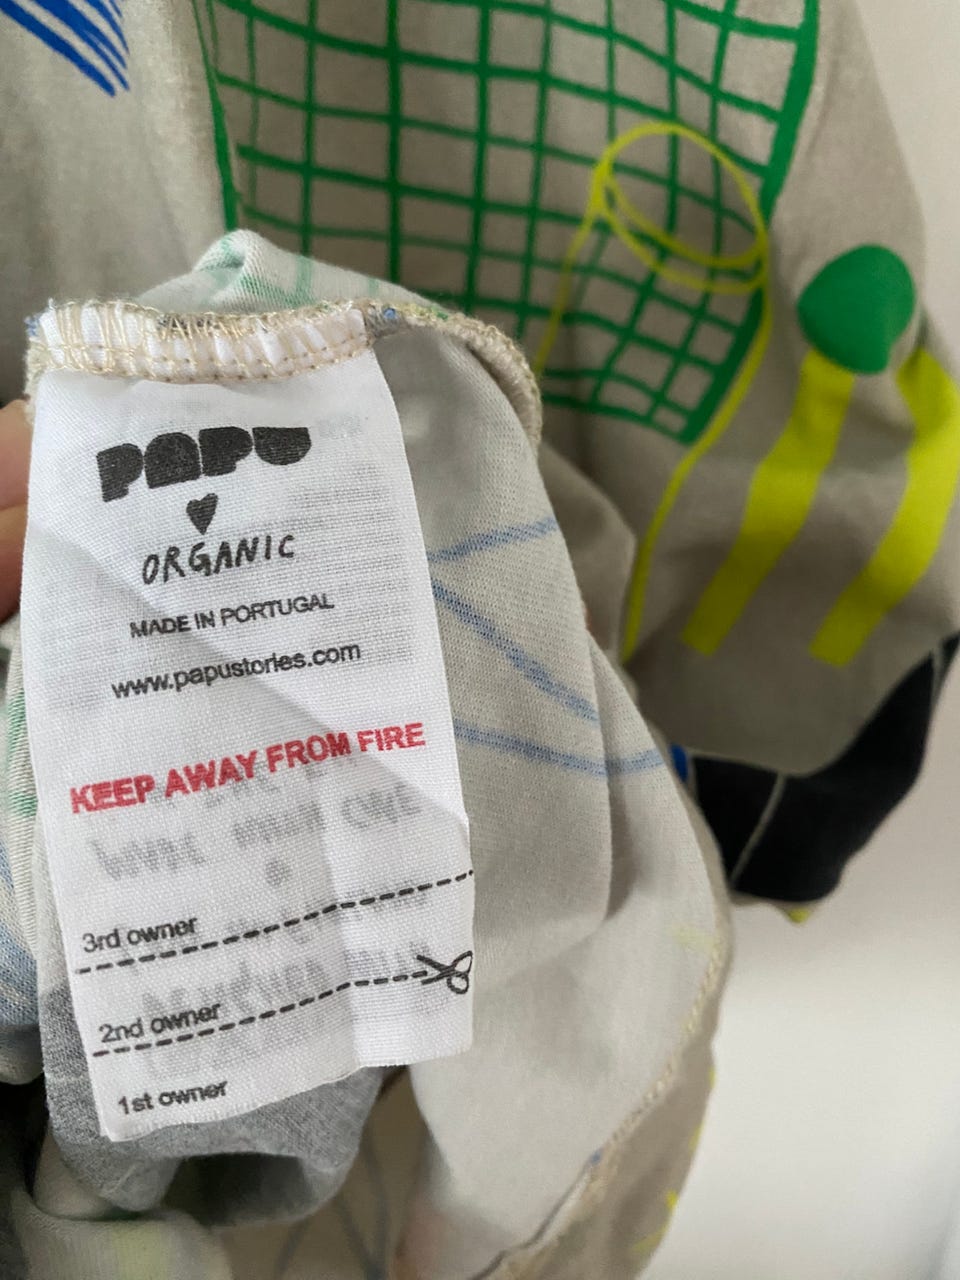 PAPU
ORGANIC
MADE IN PORTUGAL
www.papustories.com
KEEP AWAY FROM FIRE
3rd owner
2nd owner
1st owner